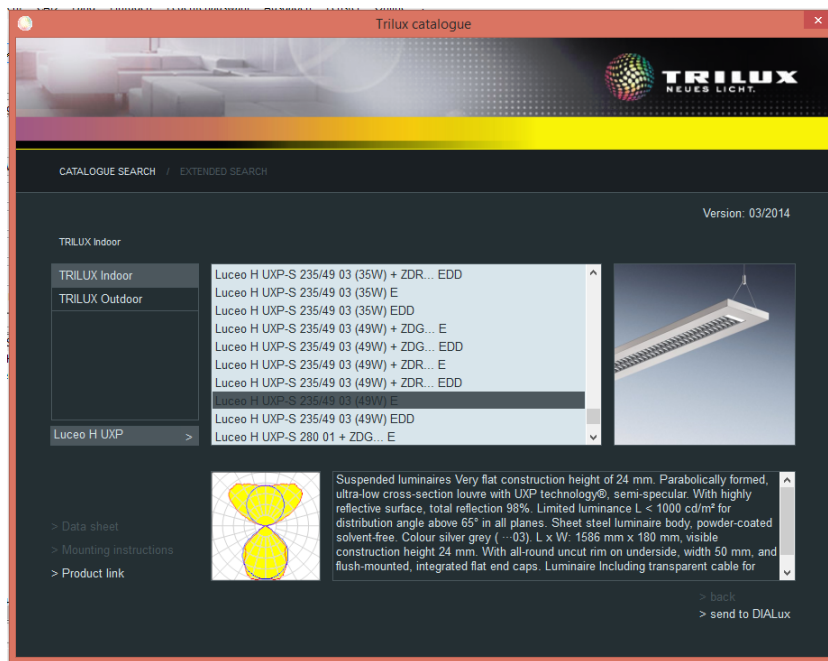 Trilux catalogue
TRILUX
NEUES LICHT.
CATALOGUE SEARCH / EXTENDED SEARCH
Version: 03/2014
TRILUX Indoor
TRILUX Indoor
TRILUX Outdoor
Luceo H UXP >
Luceo H UXP-S 235/49 03 (35W) + ZDR... EDD
Luceo H UXP-S 235/49 03 (35W) E
Luceo H UXP-S 235/49 03 (35W) EDD
Luceo H UXP-S 235/49 03 (49W) + ZDG... E
Luceo H UXP-S 235/49 03 (49W) + ZDG... EDD
Luceo H UXP-S 235/49 03 (49W) + ZDR... E
Luceo H UXP-S 235/49 03 (49W) + ZDR... EDD
Luceo H UXP-S 235/49 03 (49W) E
Luceo H UXP-S 235/49 03 (49W) EDD
Luceo H UXP-S 280 01 + ZDG... E
Suspended luminaires Very flat construction height of 24 mm. Parabolically formed,
ultra-low cross-section louvre with UXP technology®, semi-specular. With highly
reflective surface, total reflection 98%. Limited luminance L < 1000 cd/m² for
distribution angle above 65° in all planes. Sheet steel luminaire body, powder-coated
solvent-free. Colour silver grey ( ···03). L x W: 1586 mm x 180 mm, visible
construction height 24 mm. With all-round uncut rim on underside, width 50 mm, and
flush-mounted, integrated flat end caps. Luminaire Including transparent cable for
> Data sheet
> Mounting instructions
> Product link
> back
> send to DIALux